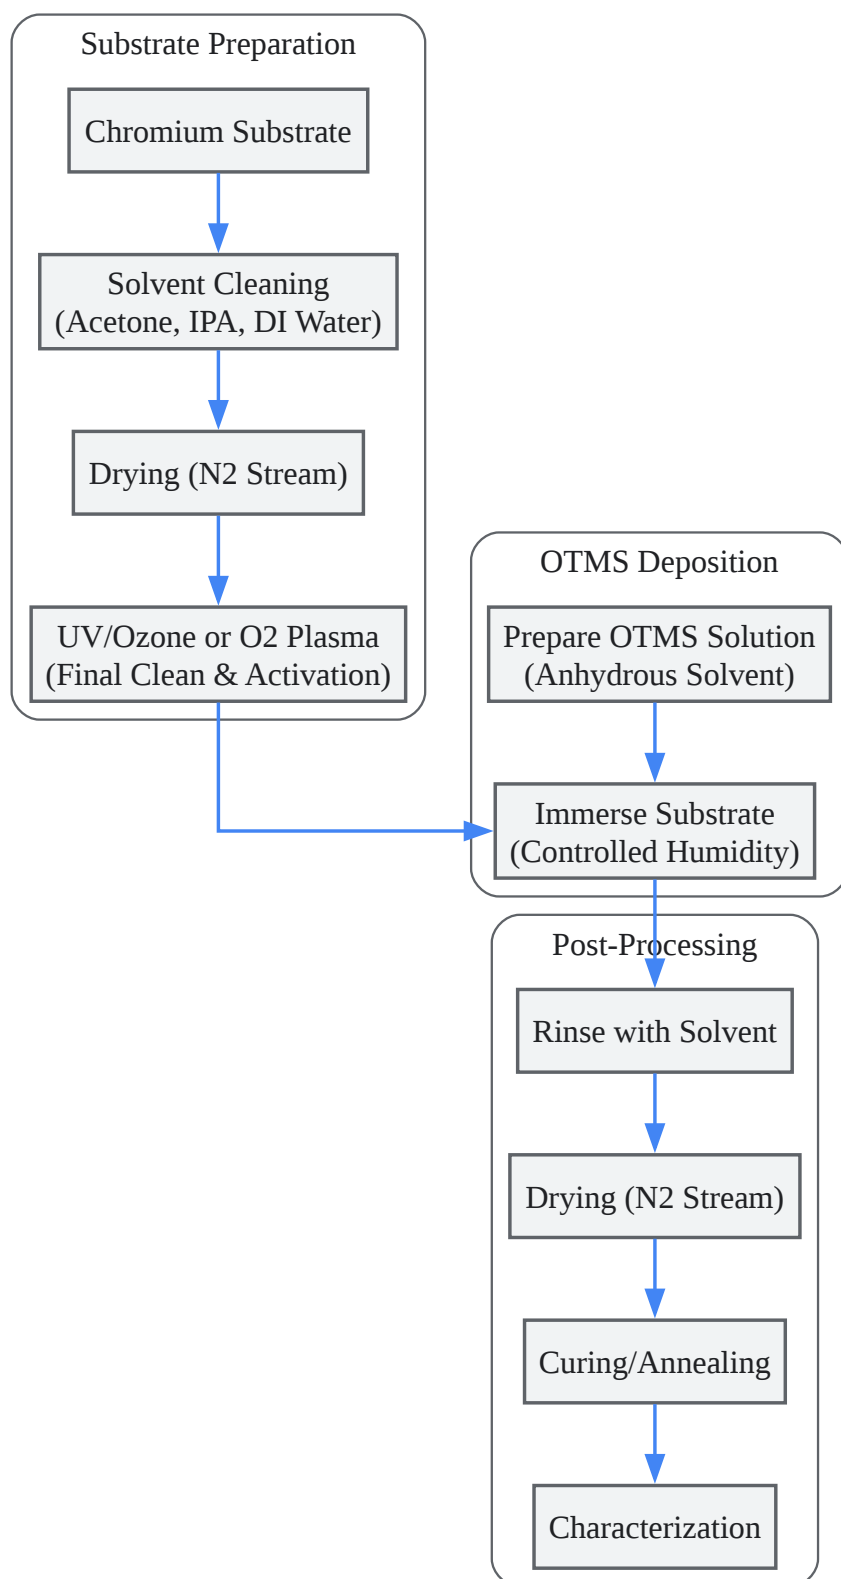 Substrate Preparation
Chromium Substrate
Solvent Cleaning
(Acetone, IPA, DI Water)
Drying (N2 Stream)
UV/Ozone or O2 Plasma
(Final Clean & Activation)
OTMS Deposition
Prepare OTMS Solution
(Anhydrous Solvent)
Immerse Substrate
(Controlled Humidity)
Post-Processing
Rinse with Solvent
Drying (N2 Stream)
Curing/Annealing
Characterization